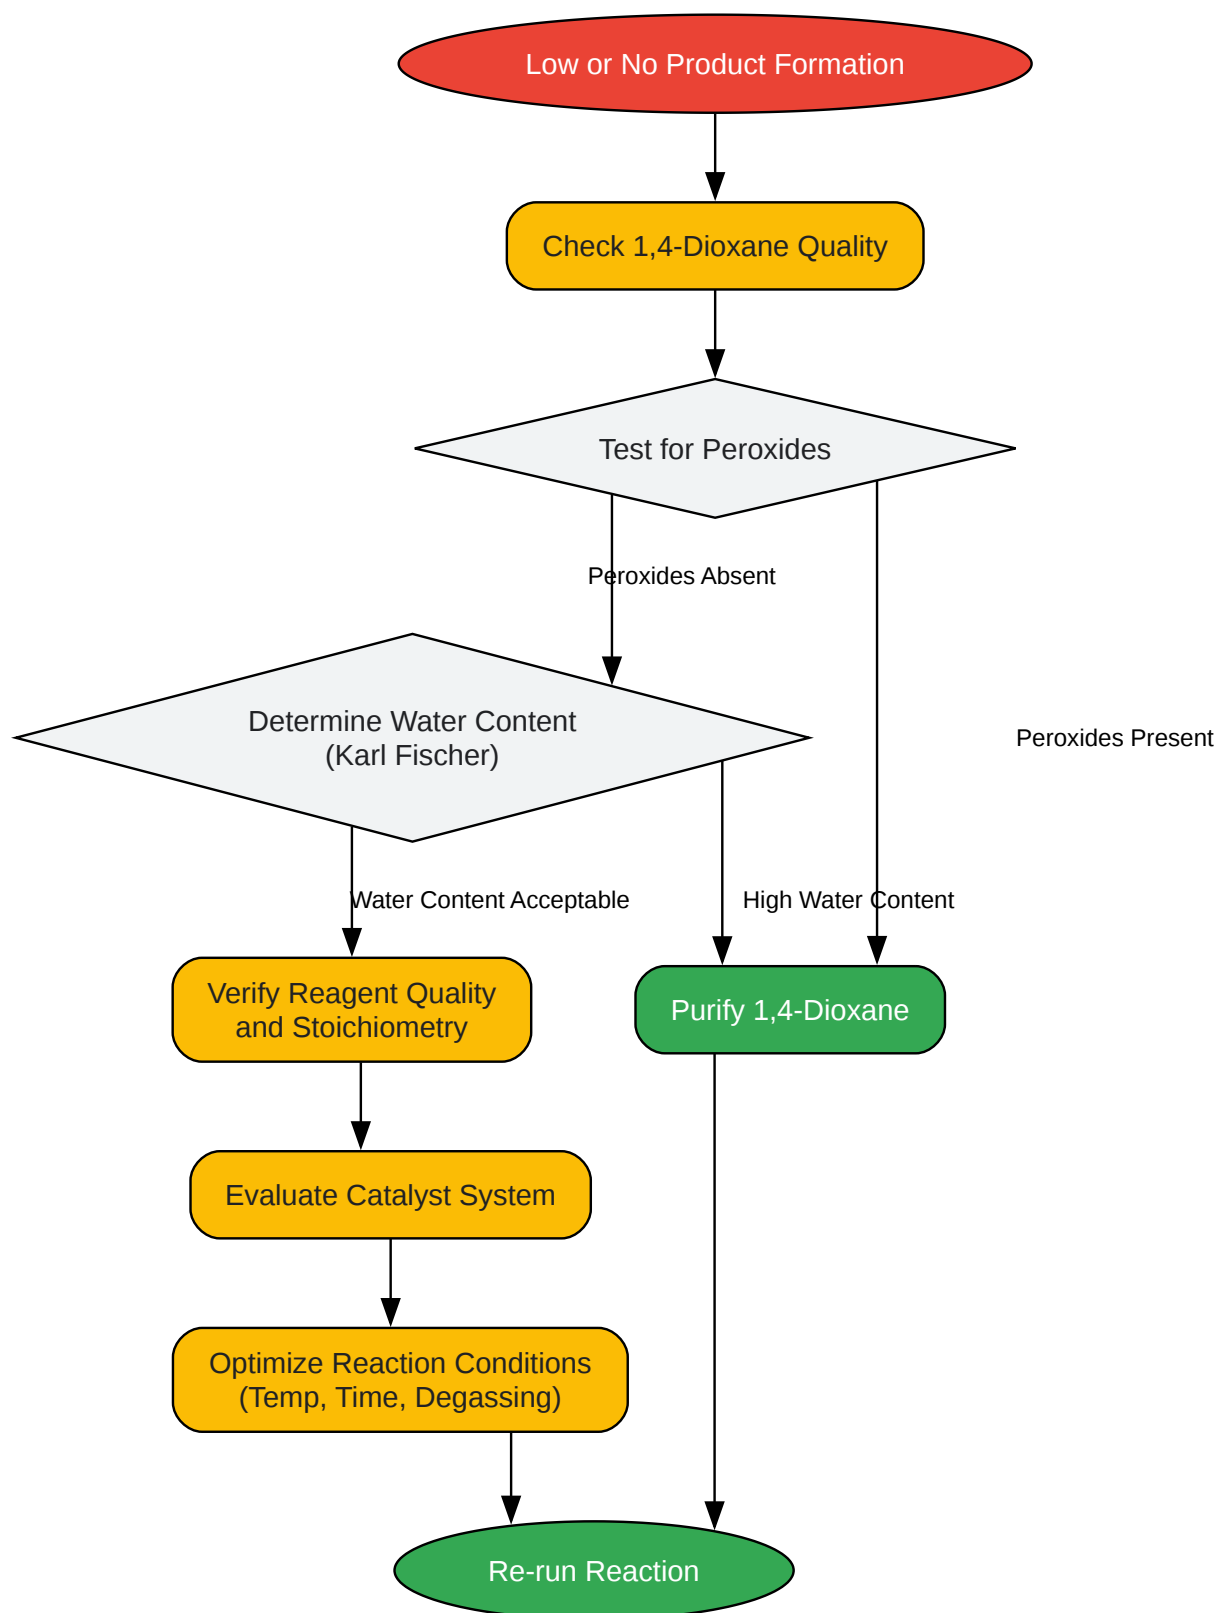 Low or No Product Formation
Check 1,4-Dioxane Quality
Test for Peroxides
Peroxides Absent
Determine Water Content
(Karl Fischer)
Peroxides Present
Water Content Acceptable
High Water Content
Verify Reagent Quality
and Stoichiometry
Purify 1,4-Dioxane
Evaluate Catalyst System
Optimize Reaction Conditions
(Temp, Time, Degassing)
Re-run Reaction